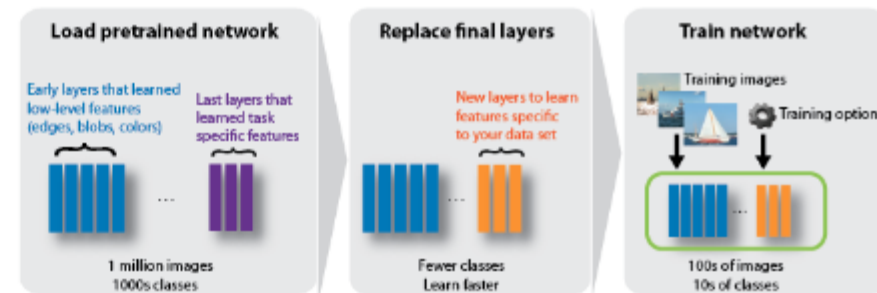 Load pretrained network
Early layers that learned
low-level features
(edges, blobs, colors)
Last layers that
learned task
specific features
...
1 million images
1000s classes
Replace final layers
New layers to learn
features specific
to your data set
...
Fewer classes
Learn faster
Train network
Training images
Training option
...
100s of images
10s of classes